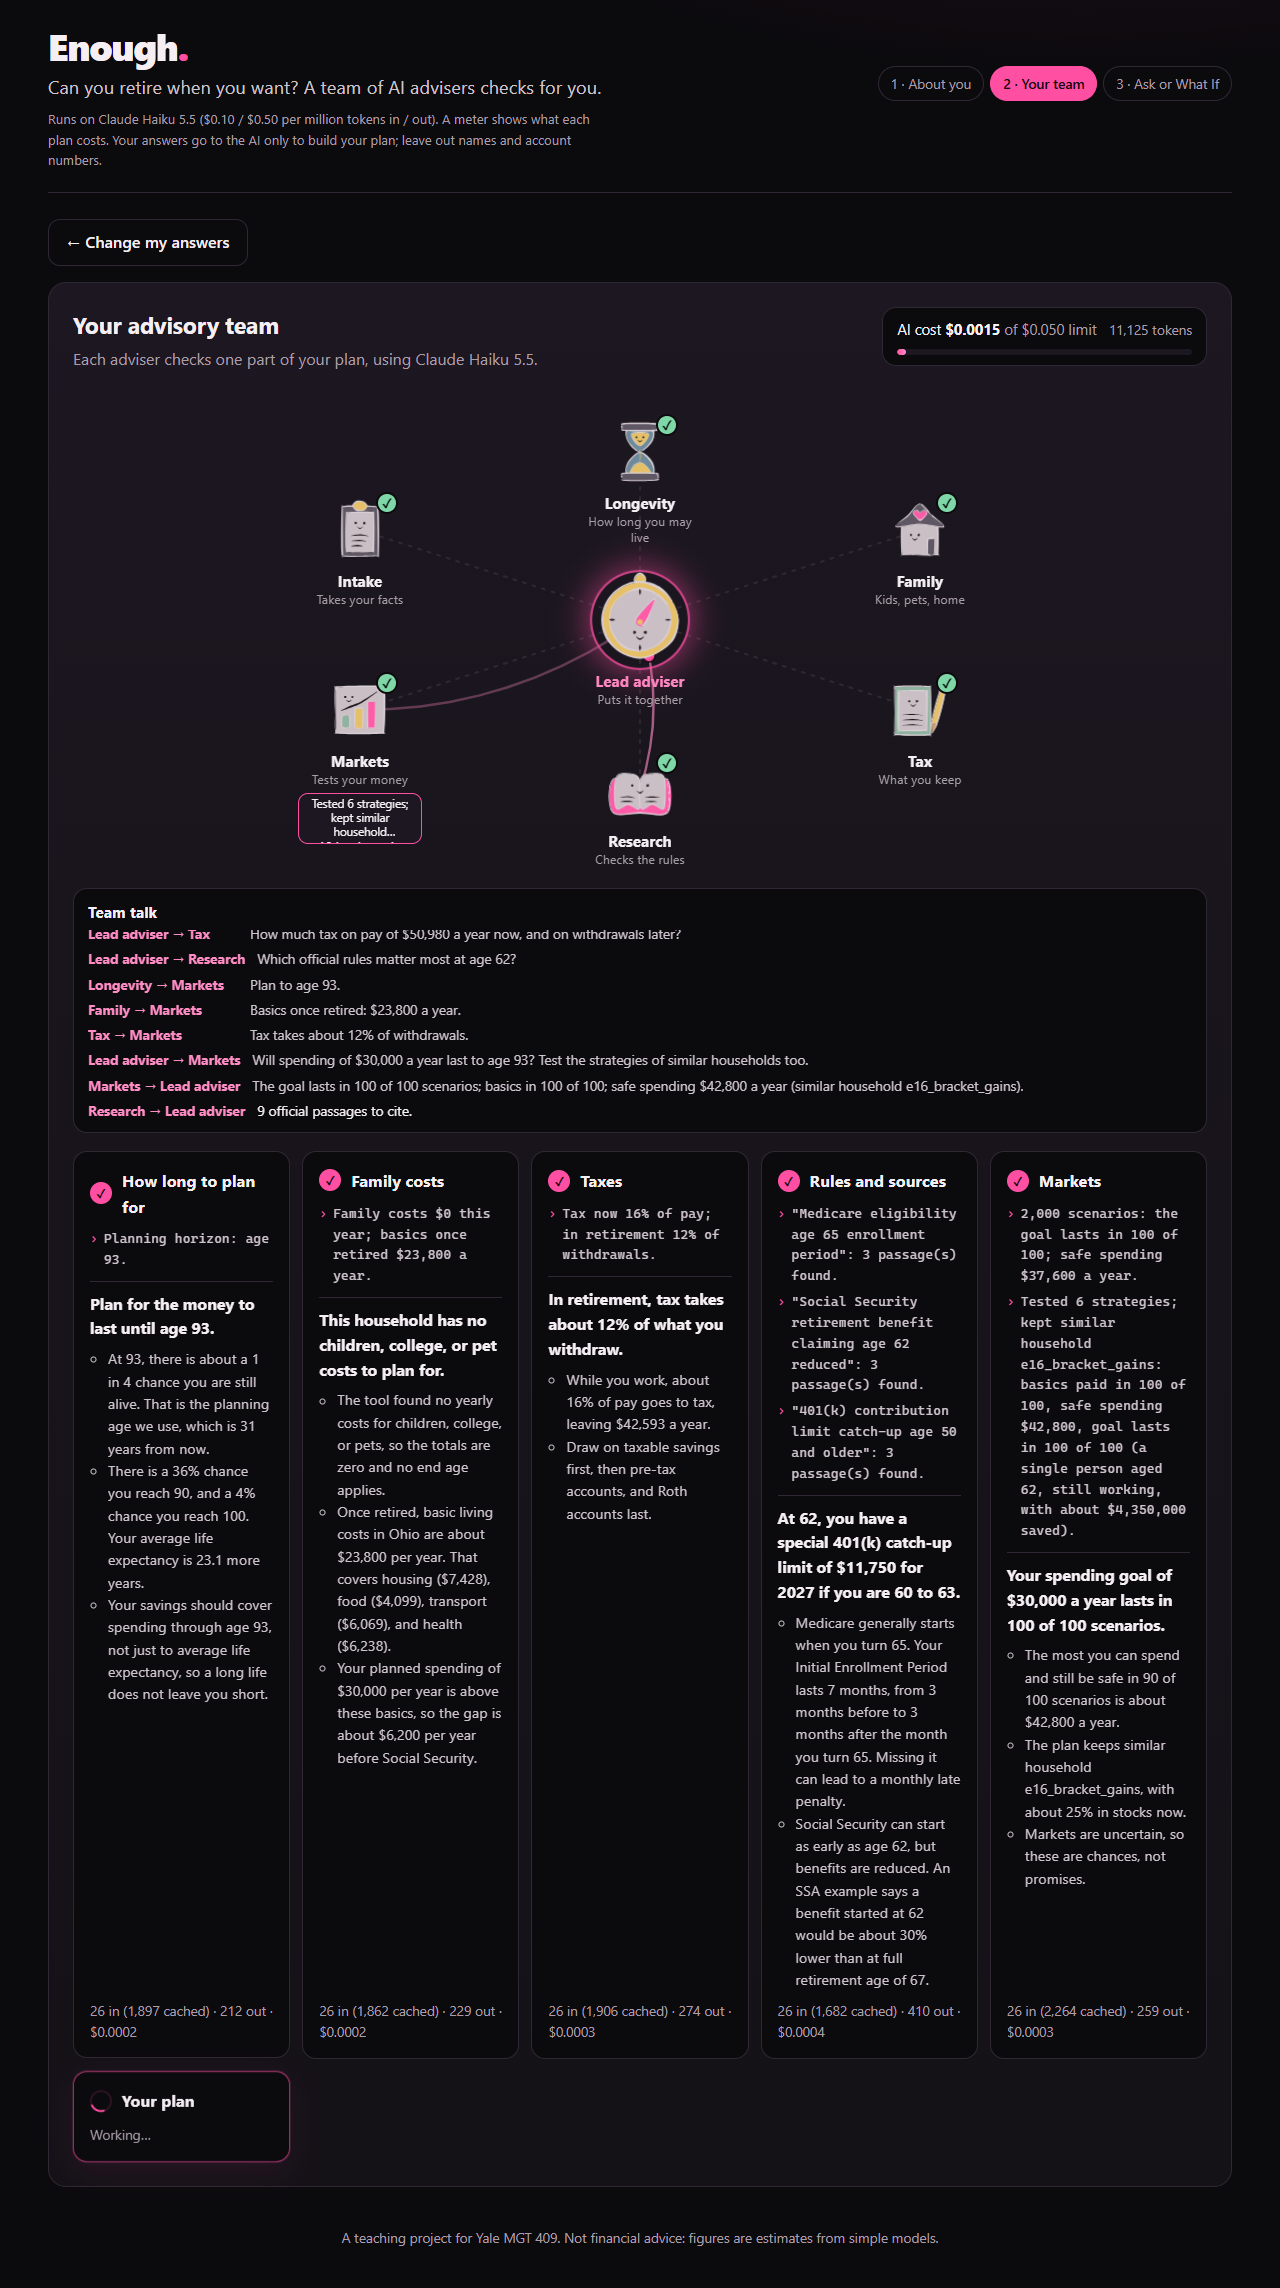 Enough.
Can you retire when you want? A team of AI advisers checks for you.
Runs on Claude Haiku 5.5 ($0.10 / $0.50 per million tokens in / out). A meter shows what each
plan costs. Your answers go to the AI only to build your plan; leave out names and account
numbers.
1 · About you
2 · Your team
3 · Ask or What If
← Change my answers
Your advisory team
Each adviser checks one part of your plan, using Claude Haiku 5.5.
AI cost $0.0015 of $0.050 limit 11,125 tokens
Longevity
How long you may
live
Intake
Takes your facts
Family
Kids, pets, home
Lead adviser
Puts it together
Markets
Tests your money
Tested 6 strategies;
kept similar
household...
Tax
What you keep
Research
Checks the rules
Team talk
Lead adviser → Tax How much tax on pay of $50,980 a year now, and on withdrawals later?
Lead adviser → Research Which official rules matter most at age 62?
Longevity → Markets Plan to age 93.
Family → Markets Basics once retired: $23,800 a year.
Tax → Markets Tax takes about 12% of withdrawals.
Lead adviser → Markets Will spending of $30,000 a year last to age 93? Test the strategies of similar households too.
Markets → Lead adviser The goal lasts in 100 of 100 scenarios; basics in 100 of 100; safe spending $42,800 a year (similar household e16_bracket_gains).
Research → Lead adviser 9 official passages to cite.
How long to plan
for
› Planning horizon: age
93.
Plan for the money to
last until age 93.
At 93, there is about a 1
in 4 chance you are still
alive. That is the planning
age we use, which is 31
years from now.
There is a 36% chance
you reach 90, and a 4%
chance you reach 100.
Your average life
expectancy is 23.1 more
years.
Your savings should cover
spending through age 93,
not just to average life
expectancy, so a long life
does not leave you short.
26 in (1,897 cached) · 212 out ·
$0.0002
Family costs
› Family costs $0 this
year; basics once
retired $23,800 a
year.
This household has no
children, college, or pet
costs to plan for.
The tool found no yearly
costs for children, college,
or pets, so the totals are
zero and no end age
applies.
Once retired, basic living
costs in Ohio are about
$23,800 per year. That
covers housing ($7,428),
food ($4,099), transport
($6,069), and health
($6,238).
Your planned spending of
$30,000 per year is above
these basics, so the gap is
about $6,200 per year
before Social Security.
26 in (1,862 cached) · 229 out ·
$0.0002
Taxes
› Tax now 16% of pay;
in retirement 12% of
withdrawals.
In retirement, tax takes
about 12% of what you
withdraw.
While you work, about
16% of pay goes to tax,
leaving $42,593 a year.
Draw on taxable savings
first, then pre-tax
accounts, and Roth
accounts last.
26 in (1,906 cached) · 274 out ·
$0.0003
Rules and sources
› "Medicare eligibility
age 65 enrollment
period": 3 passage(s)
found.
› "Social Security
retirement benefit
claiming age 62
reduced": 3
passage(s) found.
› "401(k) contribution
limit catch-up age 50
and older": 3
passage(s) found.
At 62, you have a
special 401(k) catch-up
limit of $11,750 for
2027 if you are 60 to 63.
Medicare generally starts
when you turn 65. Your
Initial Enrollment Period
lasts 7 months, from 3
months before to 3
months after the month
you turn 65. Missing it
can lead to a monthly late
penalty.
Social Security can start
as early as age 62, but
benefits are reduced. An
SSA example says a
benefit started at 62
would be about 30%
lower than at full
retirement age of 67.
26 in (1,682 cached) · 410 out ·
$0.0004
Markets
› 2,000 scenarios: the
goal lasts in 100 of
100; safe spending
$37,600 a year.
› Tested 6 strategies;
kept similar
household
e16_bracket_gains:
basics paid in 100 of
100, safe spending
$42,800, goal lasts
in 100 of 100 (a
single person aged
62, still working,
with about $4,350,000
saved).
Your spending goal of
$30,000 a year lasts in
100 of 100 scenarios.
The most you can spend
and still be safe in 90 of
100 scenarios is about
$42,800 a year.
The plan keeps similar
household
e16_bracket_gains, with
about 25% in stocks now.
Markets are uncertain, so
these are chances, not
promises.
26 in (2,264 cached) · 259 out ·
$0.0003
Your plan
Working...
A teaching project for Yale MGT 409. Not financial advice: figures are estimates from simple models.